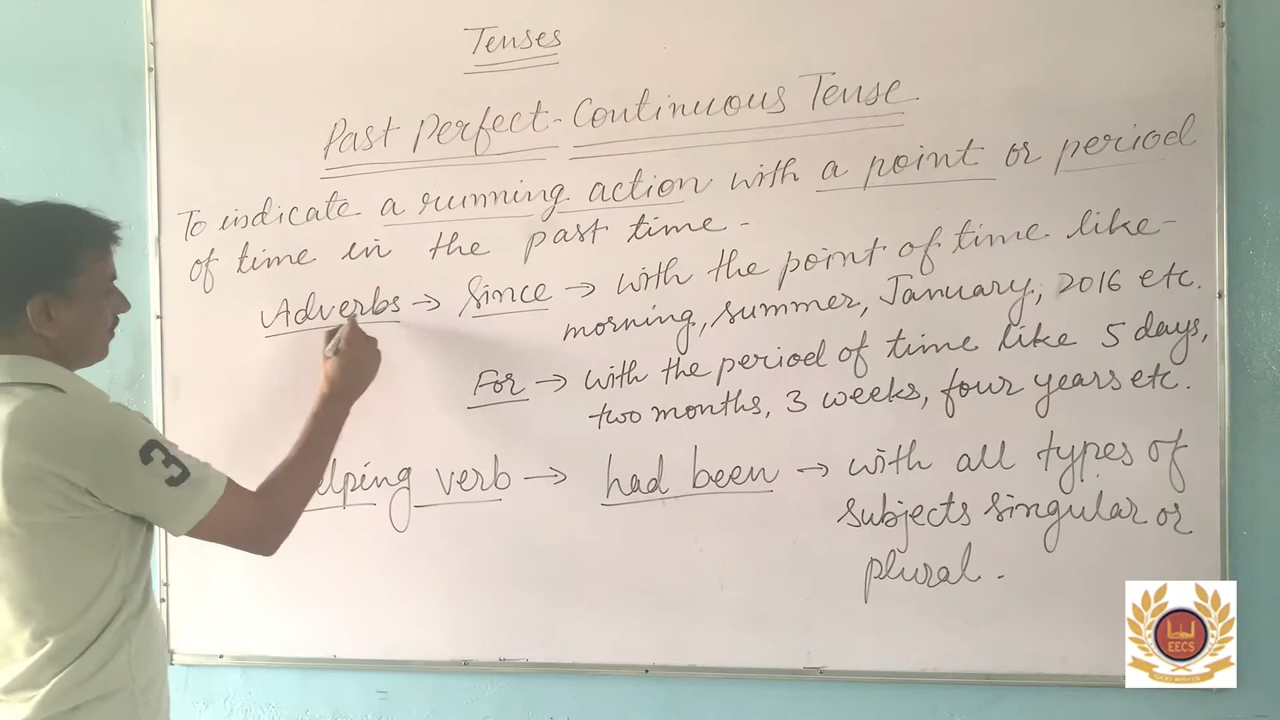 Tenses
Past Perfect-Continuous Tense
To indicate a running action with a point or period
of time in the past time.
Adverbs → Since → with the point of time like-
morning, summer, January, 2016 etc.
For → with the period of time like 5 days,
two months, 3 weeks, four years etc.
elping verb → had been → with all types of
subjects singular or
plural.
3
EECS